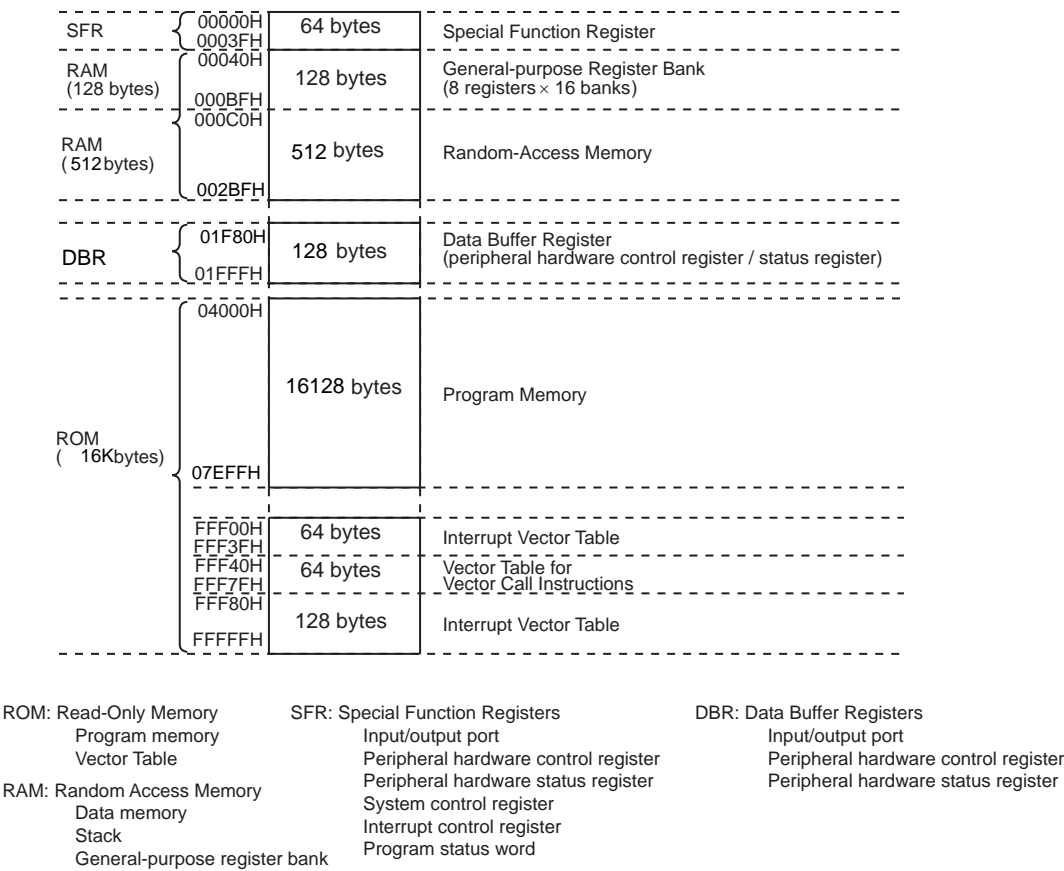 SFR
00000H
0003FH
64 bytes
Special Function Register
RAM
(128 bytes)
00040H
000BFH
128 bytes
General-purpose Register Bank
(8 registers × 16 banks)
RAM
( 512 bytes)
000C0H
002BFH
512 bytes
Random-Access Memory
DBR
01F80H
01FFFH
128 bytes
Data Buffer Register
(peripheral hardware control register / status register)
ROM
( 16Kbytes)
04000H
07EFFH
16128 bytes
Program Memory
FFF00H
FFF3FH
64 bytes
Interrupt Vector Table
FFF40H
FFF7FH
64 bytes
Vector Table for
Vector Call Instructions
FFF80H
FFFFFH
128 bytes
Interrupt Vector Table
ROM: Read-Only Memory
Program memory
Vector Table
RAM: Random Access Memory
Data memory
Stack
General-purpose register bank
SFR: Special Function Registers
Input/output port
Peripheral hardware control register
Peripheral hardware status register
System control register
Interrupt control register
Program status word
DBR: Data Buffer Registers
Input/output port
Peripheral hardware control register
Peripheral hardware status register